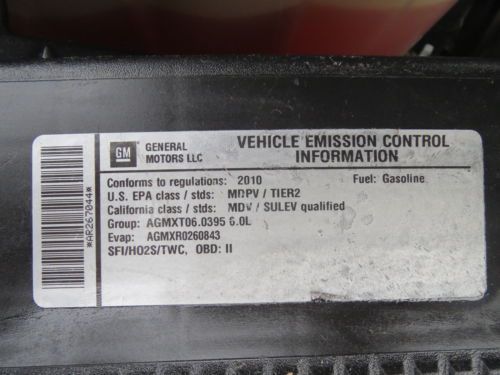 GM
GENERAL MOTORS LLC
VEHICLE EMISSION CONTROL
INFORMATION
Conforms to regulations: 2010 Fuel: Gasoline
U.S. EPA class / stds: MDPV / TIER2
California class / stds: MDV / SULEV qualified
Group: AGMXT06.0395 6.0L
Evap: AGMXR0260843
SFI/HO2S/TWC, OBD: II
*AR267044*